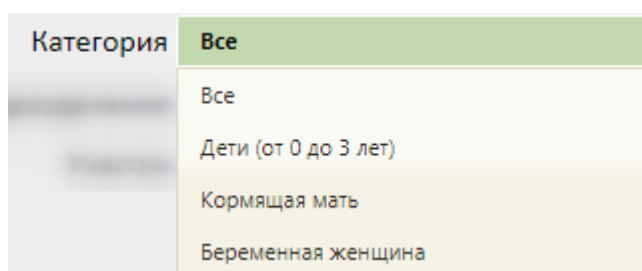 Категория Все
Все
Дети (от 0 до 3 лет)
Кормящая мать
Беременная женщина